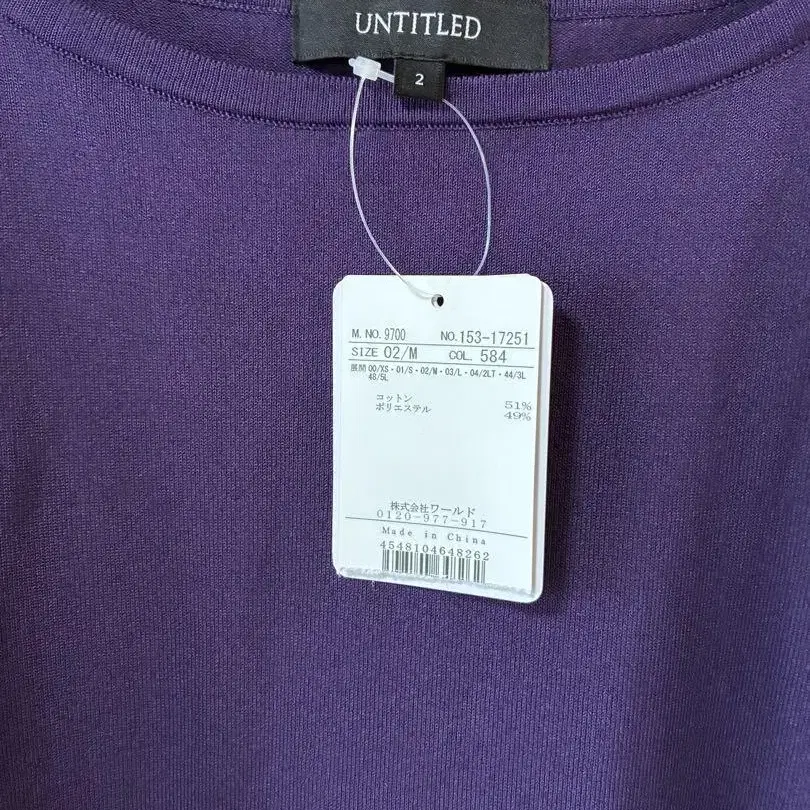 UNTITLED
2
M. NO. 9700 NO. 153-17251
SIZE 02/M COL. 584
展開 00/XS・01/S・02/M・03/L・04/2LT・44/3L
48/5L
コットン 51%
ポリエステル 49%
株式会社ワールド
0120-977-917
Made in China
4548104648262